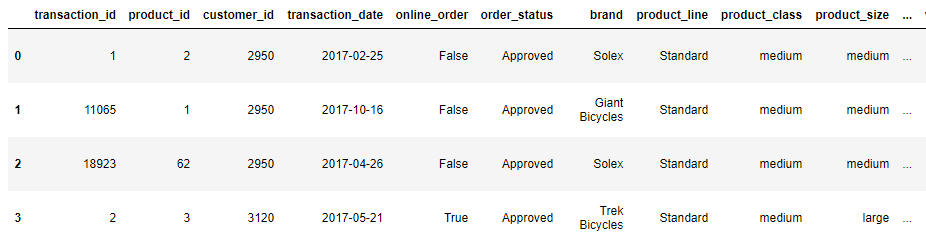 transaction_id product_id customer_id transaction_date online_order order_status brand product_line product_class product_size ...
0 1 2 2950 2017-02-25 False Approved Solex Standard medium medium ...
1 11065 1 2950 2017-10-16 False Approved Giant Bicycles Standard medium medium ...
2 18923 62 2950 2017-04-26 False Approved Solex Standard medium medium ...
3 2 3 3120 2017-05-21 True Approved Trek Bicycles Standard medium large ...